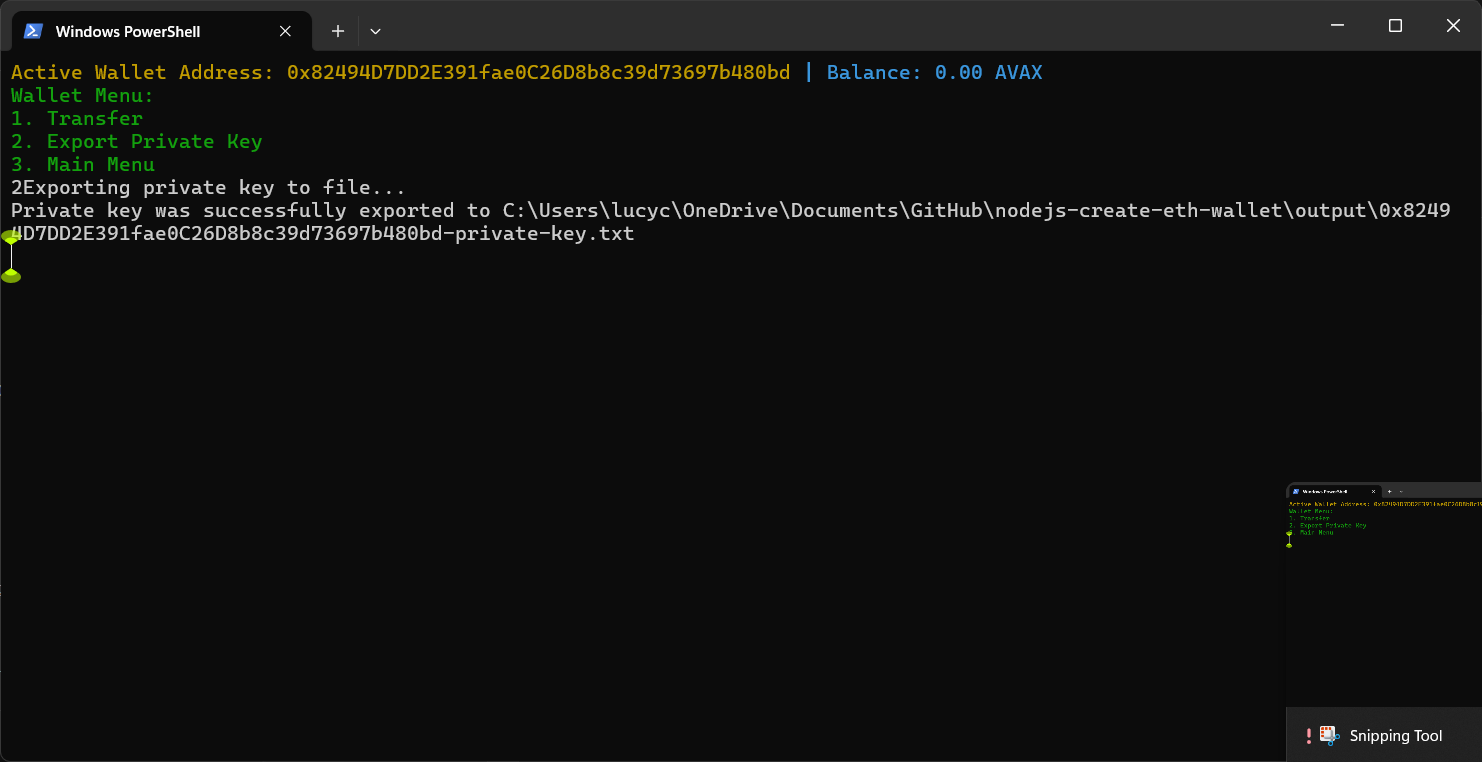 Windows PowerShell
Active Wallet Address: 0x82494D7DD2E391fae0C26D8b8c39d73697b480bd | Balance: 0.00 AVAX
Wallet Menu:
1. Transfer
2. Export Private Key
3. Main Menu
2Exporting private key to file...
Private key was successfully exported to C:\Users\lucyc\OneDrive\Documents\GitHub\nodejs-create-eth-wallet\output\0x8249
4D7DD2E391fae0C26D8b8c39d73697b480bd-private-key.txt
Windows PowerShell
Active Wallet Address: 0x82494D7DD2E391fae0C26D8b8c39
Wallet Menu:
1. Transfer
2. Export Private Key
3. Main Menu
Snipping Tool